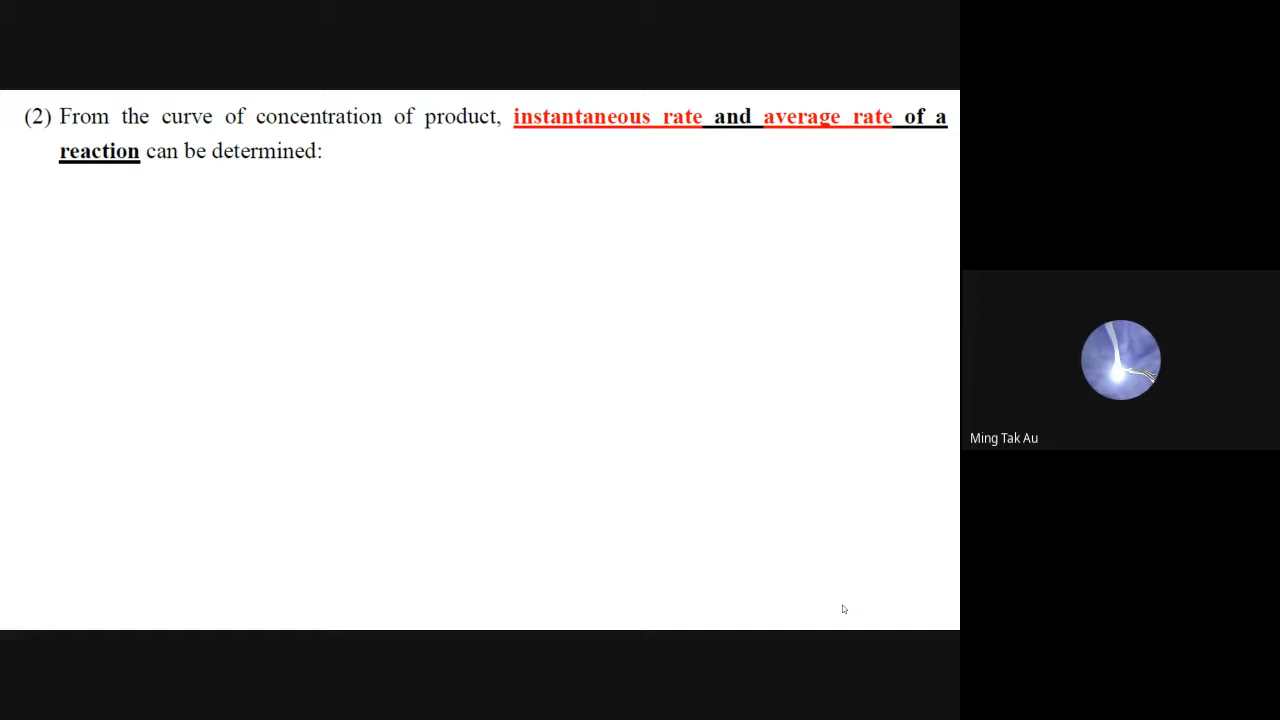 (2) From the curve of concentration of product, instantaneous rate and average rate of a
reaction can be determined:
Ming Tak Au